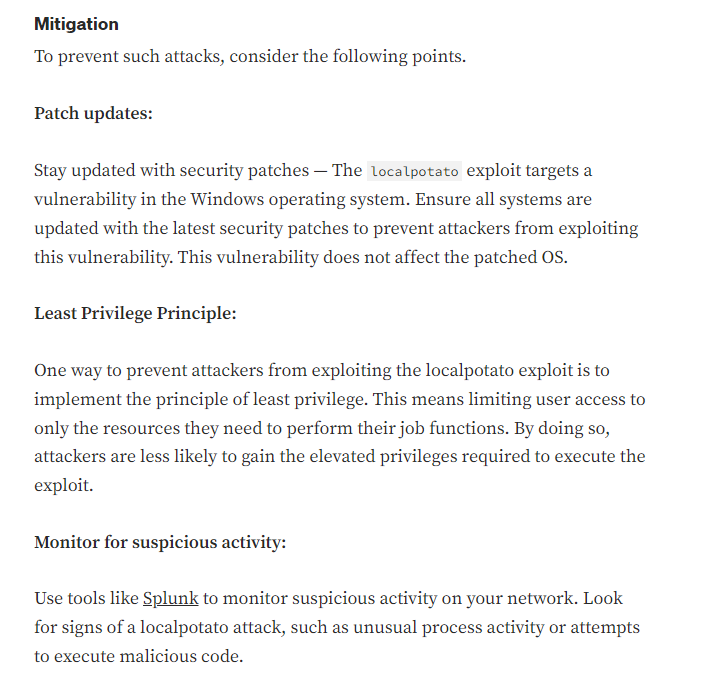 Mitigation
To prevent such attacks, consider the following points.
Patch updates:
Stay updated with security patches — The localpotato exploit targets a
vulnerability in the Windows operating system. Ensure all systems are
updated with the latest security patches to prevent attackers from exploiting
this vulnerability. This vulnerability does not affect the patched OS.
Least Privilege Principle:
One way to prevent attackers from exploiting the localpotato exploit is to
implement the principle of least privilege. This means limiting user access to
only the resources they need to perform their job functions. By doing so,
attackers are less likely to gain the elevated privileges required to execute the
exploit.
Monitor for suspicious activity:
Use tools like Splunk to monitor suspicious activity on your network. Look
for signs of a localpotato attack, such as unusual process activity or attempts
to execute malicious code.